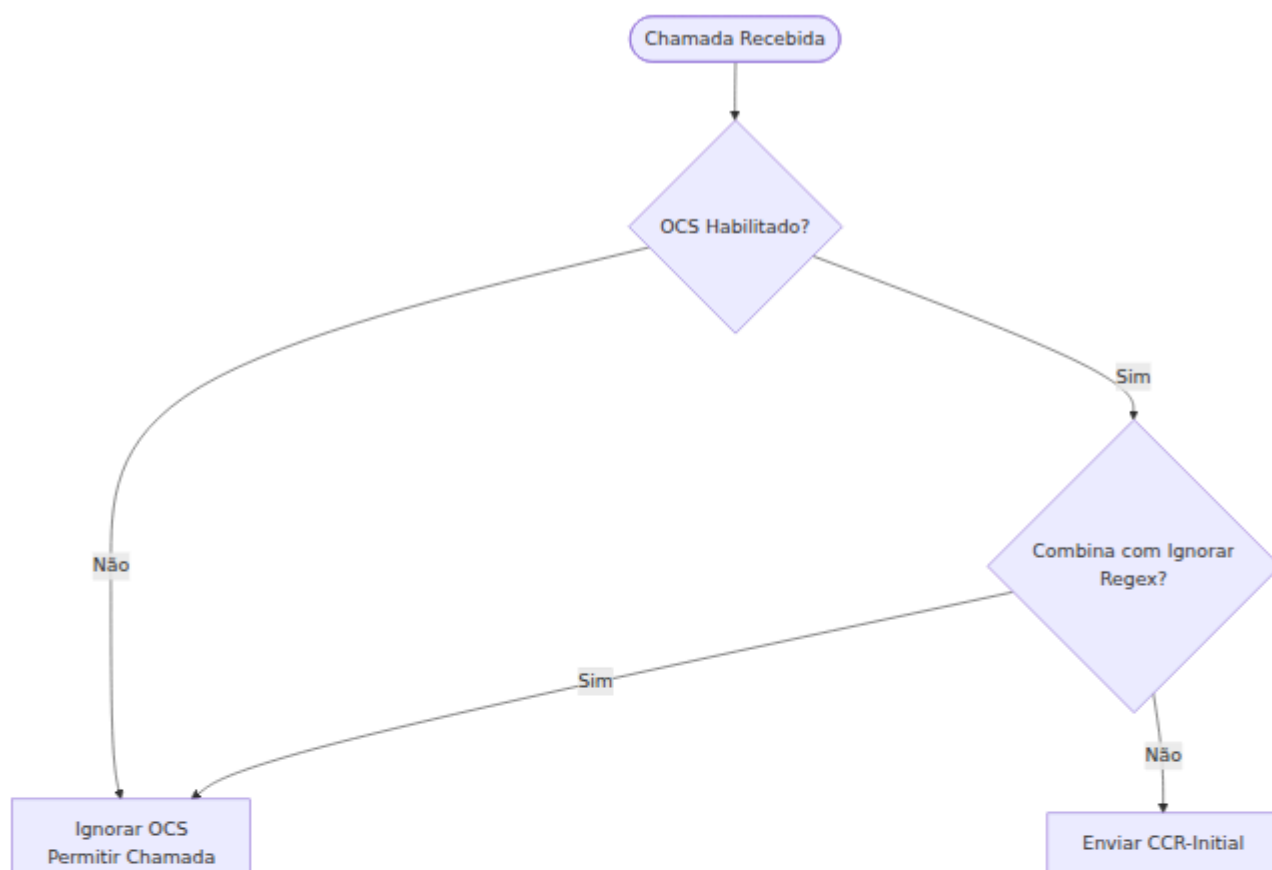 Chamada Recebida
OCS Habilitado?
Sim
Combina com Ignorar
Regex?
Não
Sim
Não
Ignorar OCS
Permitir Chamada
Enviar CCR-Initial